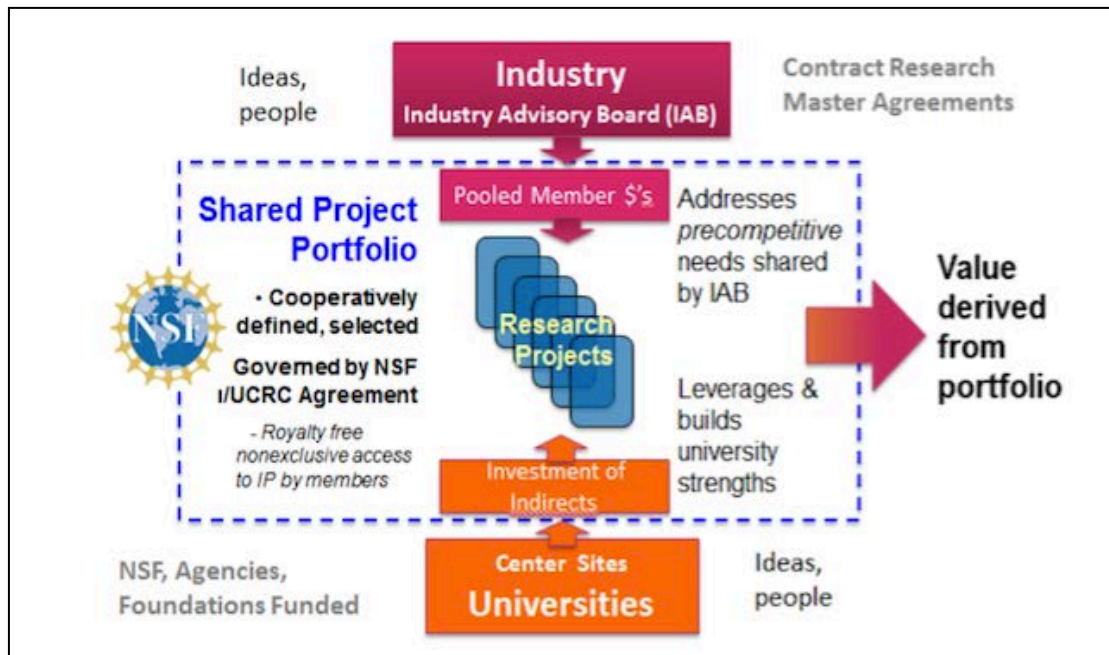 Industry
Industry Advisory Board (IAB)
Ideas,
people
Contract Research
Master Agreements
Pooled Member $'s
Shared Project
Portfolio
· Cooperatively
defined, selected
Governed by NSF
I/UCRC Agreement
- Royalty free
nonexclusive access
to IP by members
NSF
Research
Projects
Addresses
precompetitive
needs shared
by IAB
Leverages &
builds
university
strengths
Value
derived
from
portfolio
Investment of
Indirects
Center Sites
Universities
NSF, Agencies,
Foundations Funded
Ideas,
people